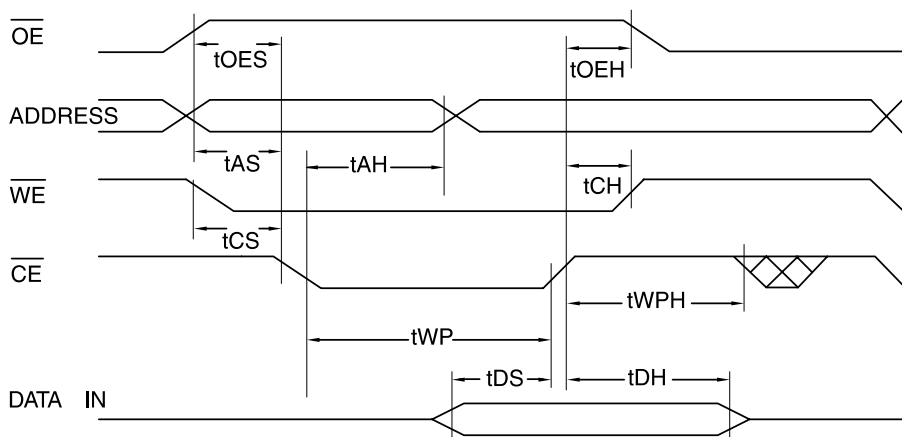 OE
tOES
tOEH
ADDRESS
tAS
tAH
tCH
WE
tCS
CE
tWPH
tWP
tDS
tDH
DATA IN